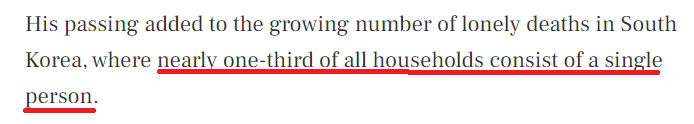 His passing added to the growing number of lonely deaths in South
Korea, where nearly one-third of all households consist of a single
person.